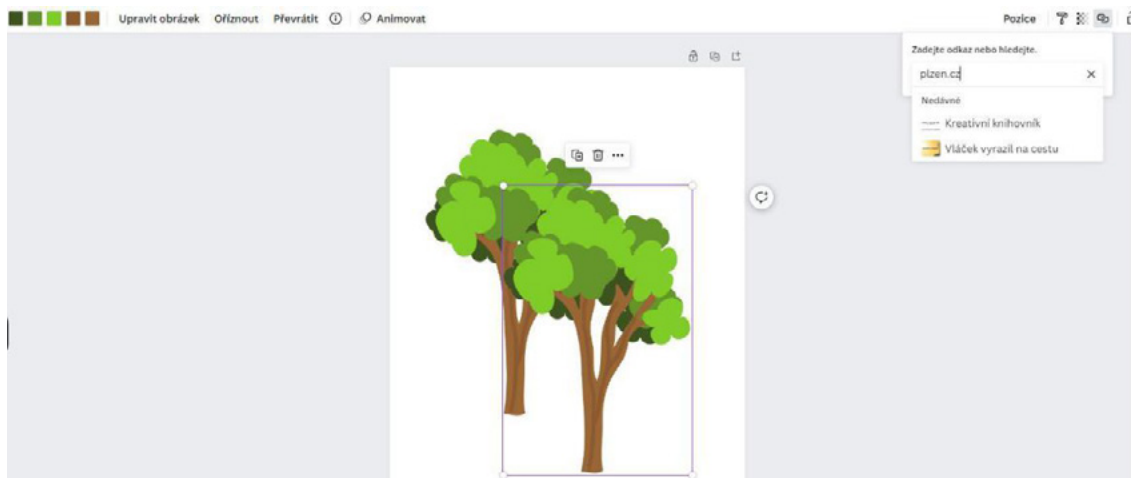 Upravit obrázek Oříznout Převrátit Animovat Pozice
Zadejte odkaz nebo hledejte.
plzen.cz
Nedávné
Kreativní knihovník
Vláček vyrazil na cestu